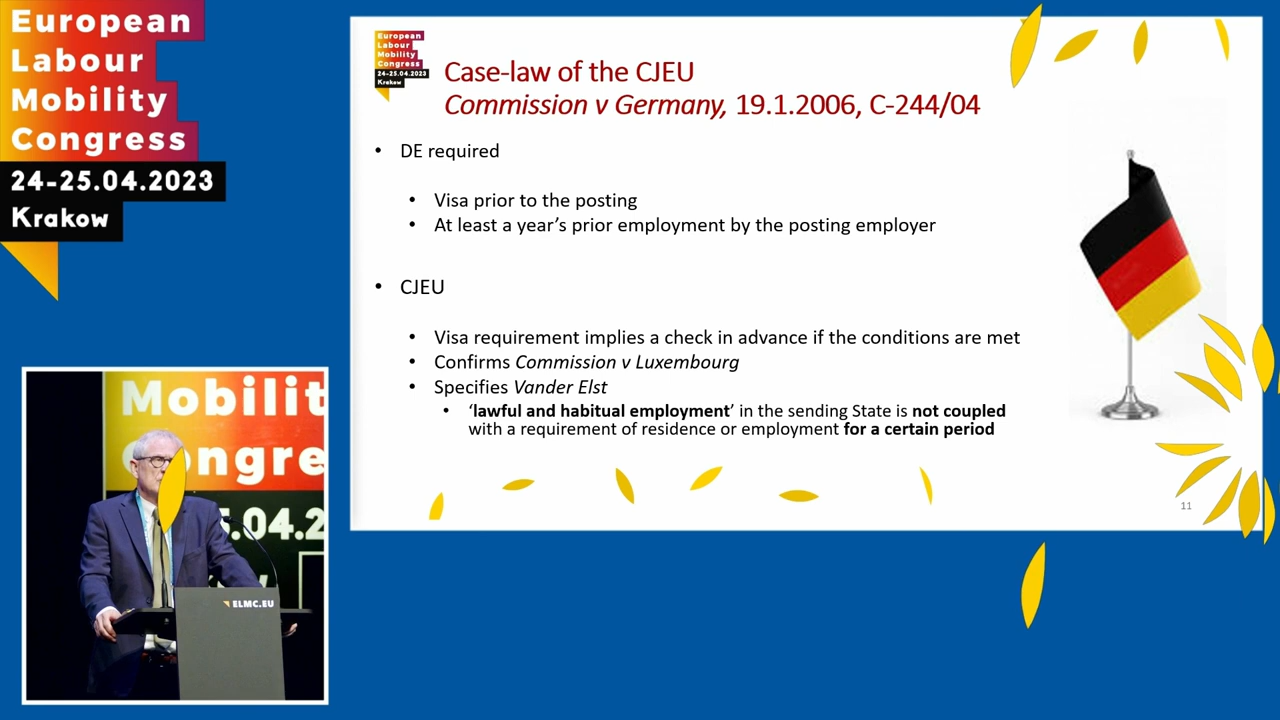 European
Labour
Mobility
Congress
24-25.04.2023
Krakow
European
Labour
Mobility
Congress
24-25.04.2023
Krakow
Case-law of the CJEU
Commission v Germany, 19.1.2006, C-244/04
• DE required
• Visa prior to the posting
• At least a year’s prior employment by the posting employer
• CJEU
• Visa requirement implies a check in advance if the conditions are met
• Confirms Commission v Luxembourg
• Specifies Vander Elst
• ‘lawful and habitual employment’ in the sending State is not coupled
with a requirement of residence or employment for a certain period
11
Mobilit
ongre
5.04.2
ELMC.EU